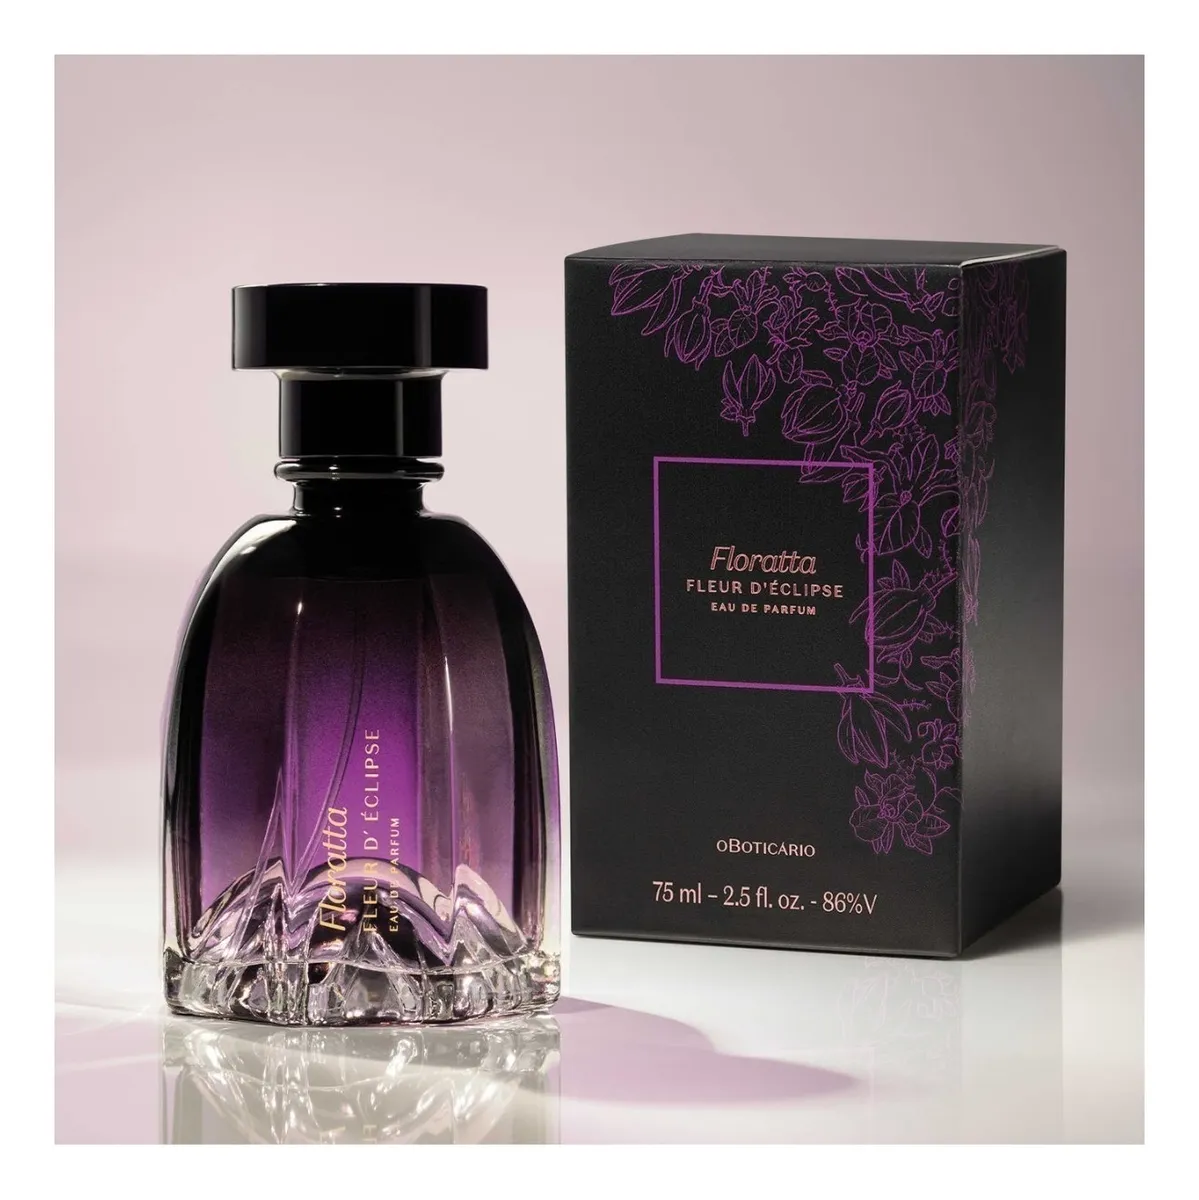 Floratta
FLEUR D' ÉCLIPSE
EAU DE PARFUM
Floratta
FLEUR D'ÉCLIPSE
EAU DE PARFUM
oBOTICÁRIO
75 ml – 2.5 fl. oz. - 86%V